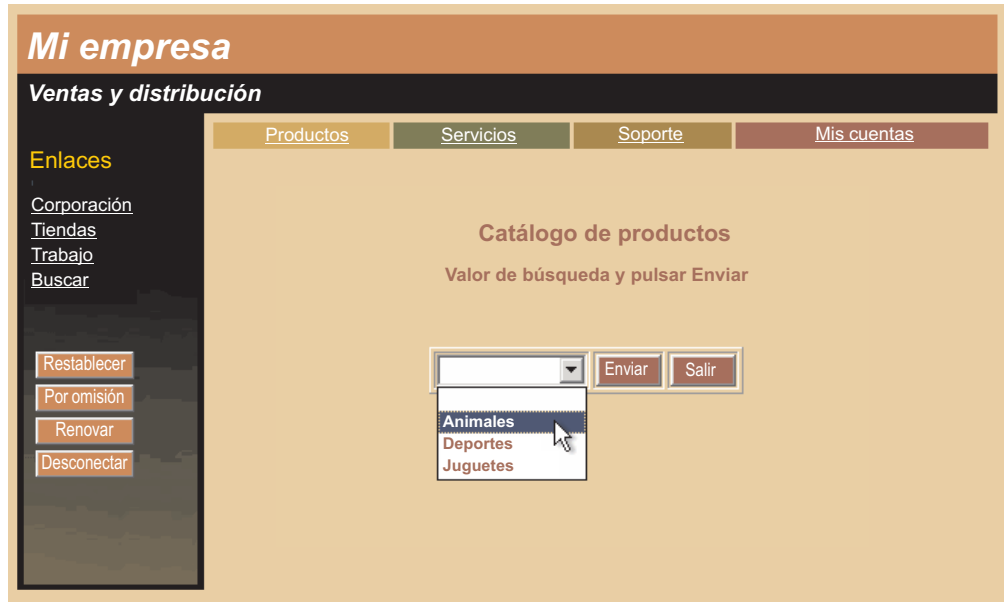 Mi empresa
Ventas y distribución
Productos Servicios Soporte Mis cuentas
Enlaces
Corporación
Tiendas
Trabajo
Buscar
Catálogo de productos
Valor de búsqueda y pulsar Enviar
Enviar Salir
Animales
Deportes
Juguetes
Restablecer
Por omisión
Renovar
Desconectar